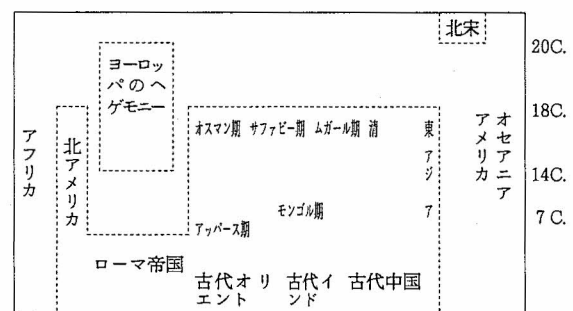 北宋
20C.
ヨーロッ
パのヘ
ゲモニー
18C.
オスマン期 サファビー期 ムガール期 清
東アジア
オセアニア
アメリカ
アフリカ
北アメリカ
14C.
モンゴル期
7C.
アッバース期
ローマ帝国
古代オリ
エント
古代イ
ンド
古代中国